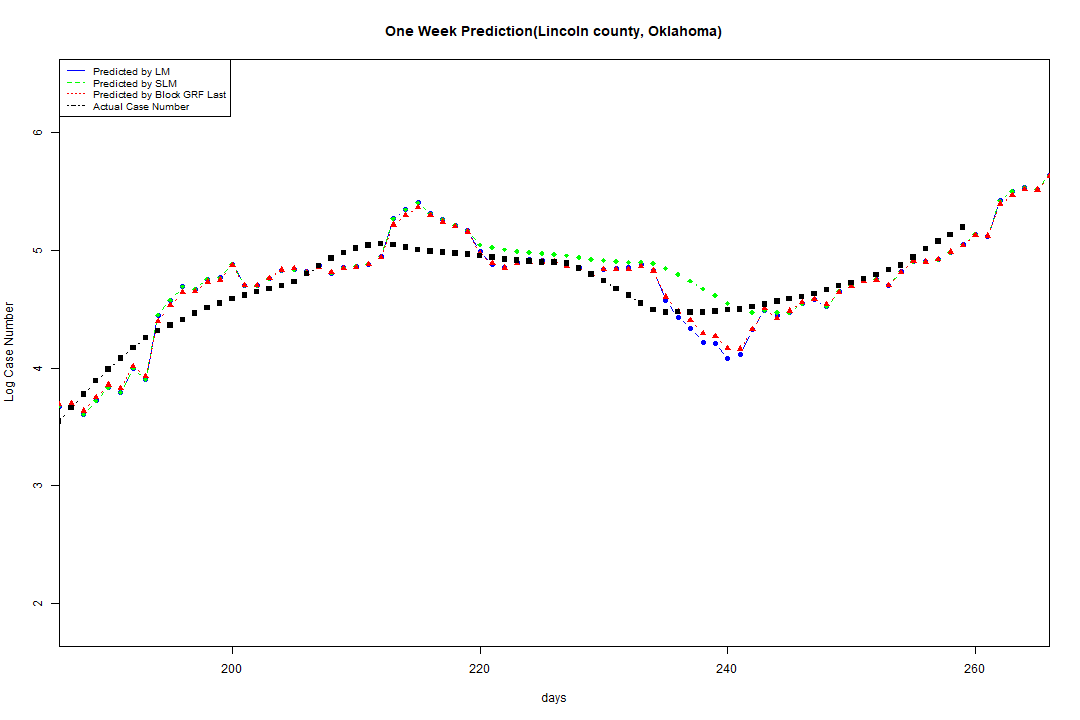 One Week Prediction(Lincoln county, Oklahoma)
Predicted by LM
Predicted by SLM
Predicted by Block GRF Last
Actual Case Number
6
5
4
3
2
Log Case Number
200 220 240 260
days